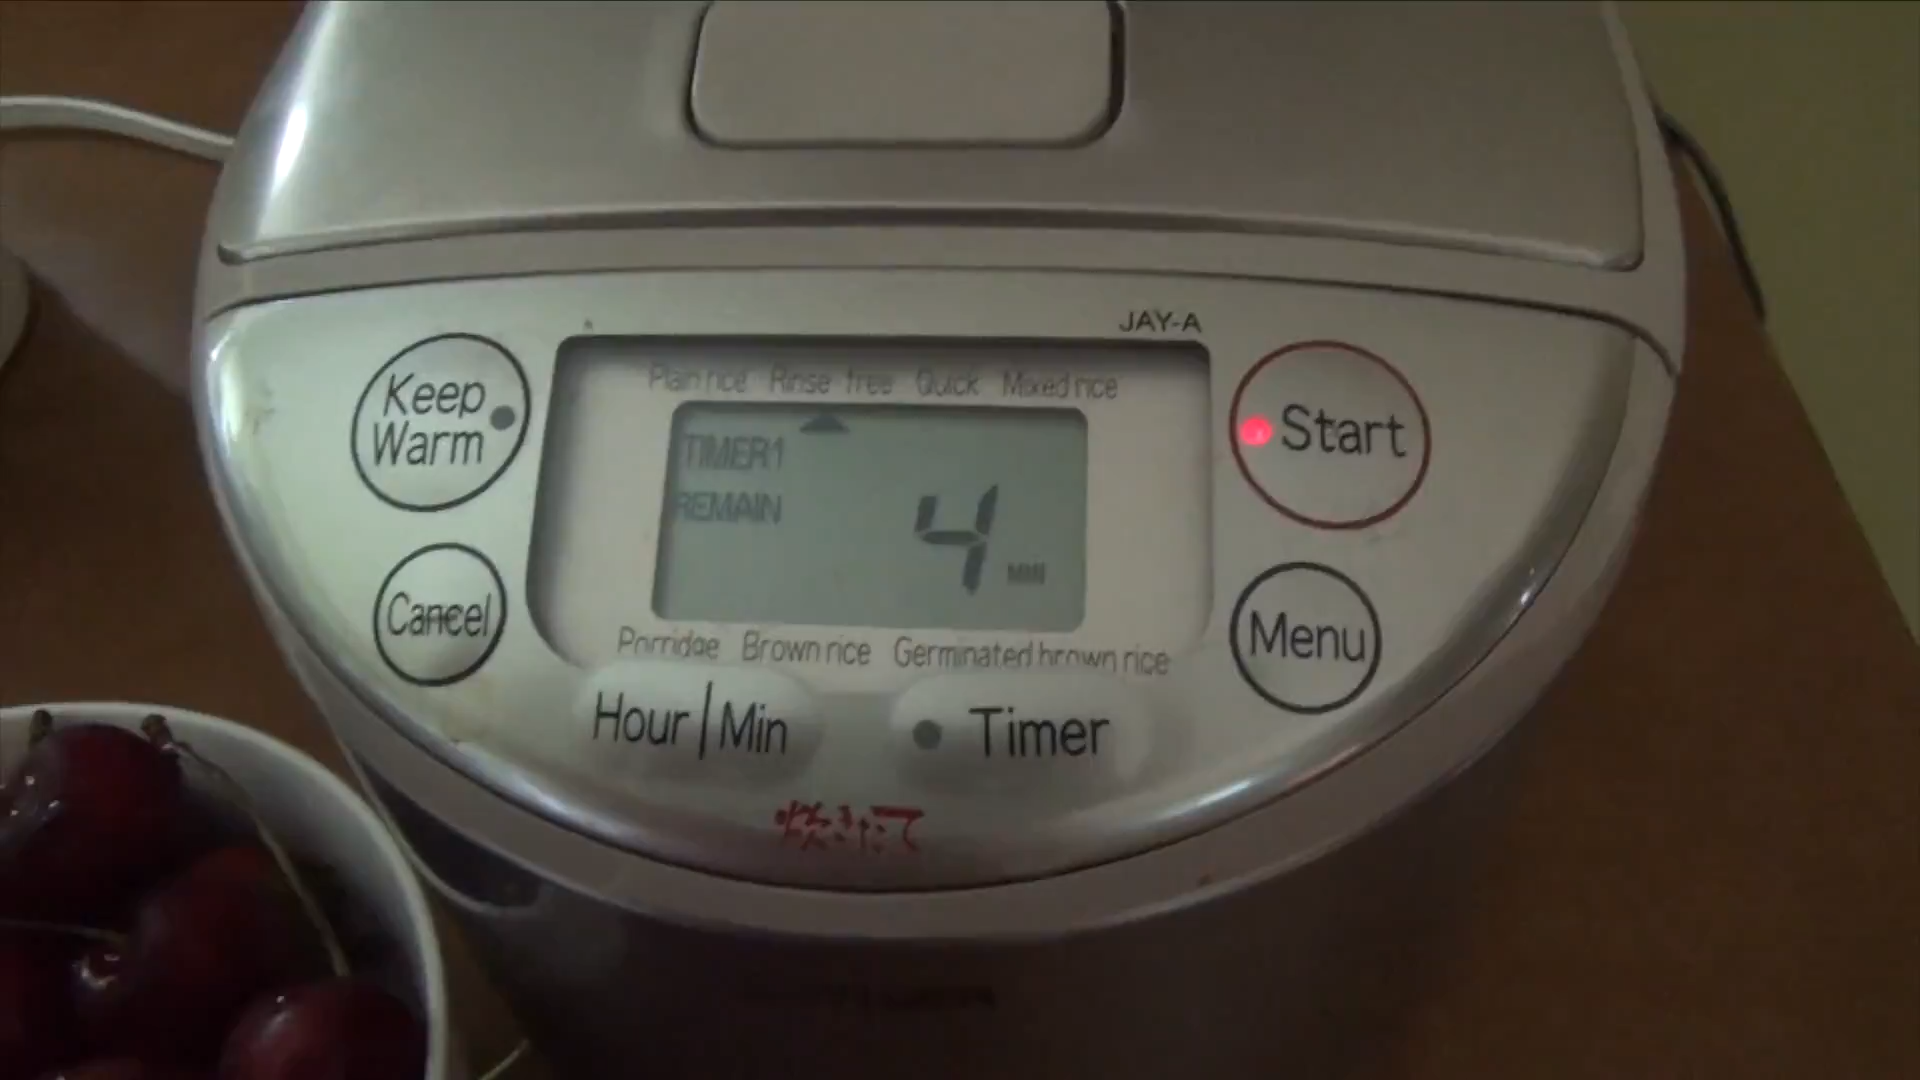 JAY-A
Plain rice Rinse free Quick Mixed rice
Keep Warm
TIMER1
REMAIN
4 MIN
Start
Cancel
Menu
Porridge Brown rice Germinated brown rice
Hour|Min
Timer
炊きたて